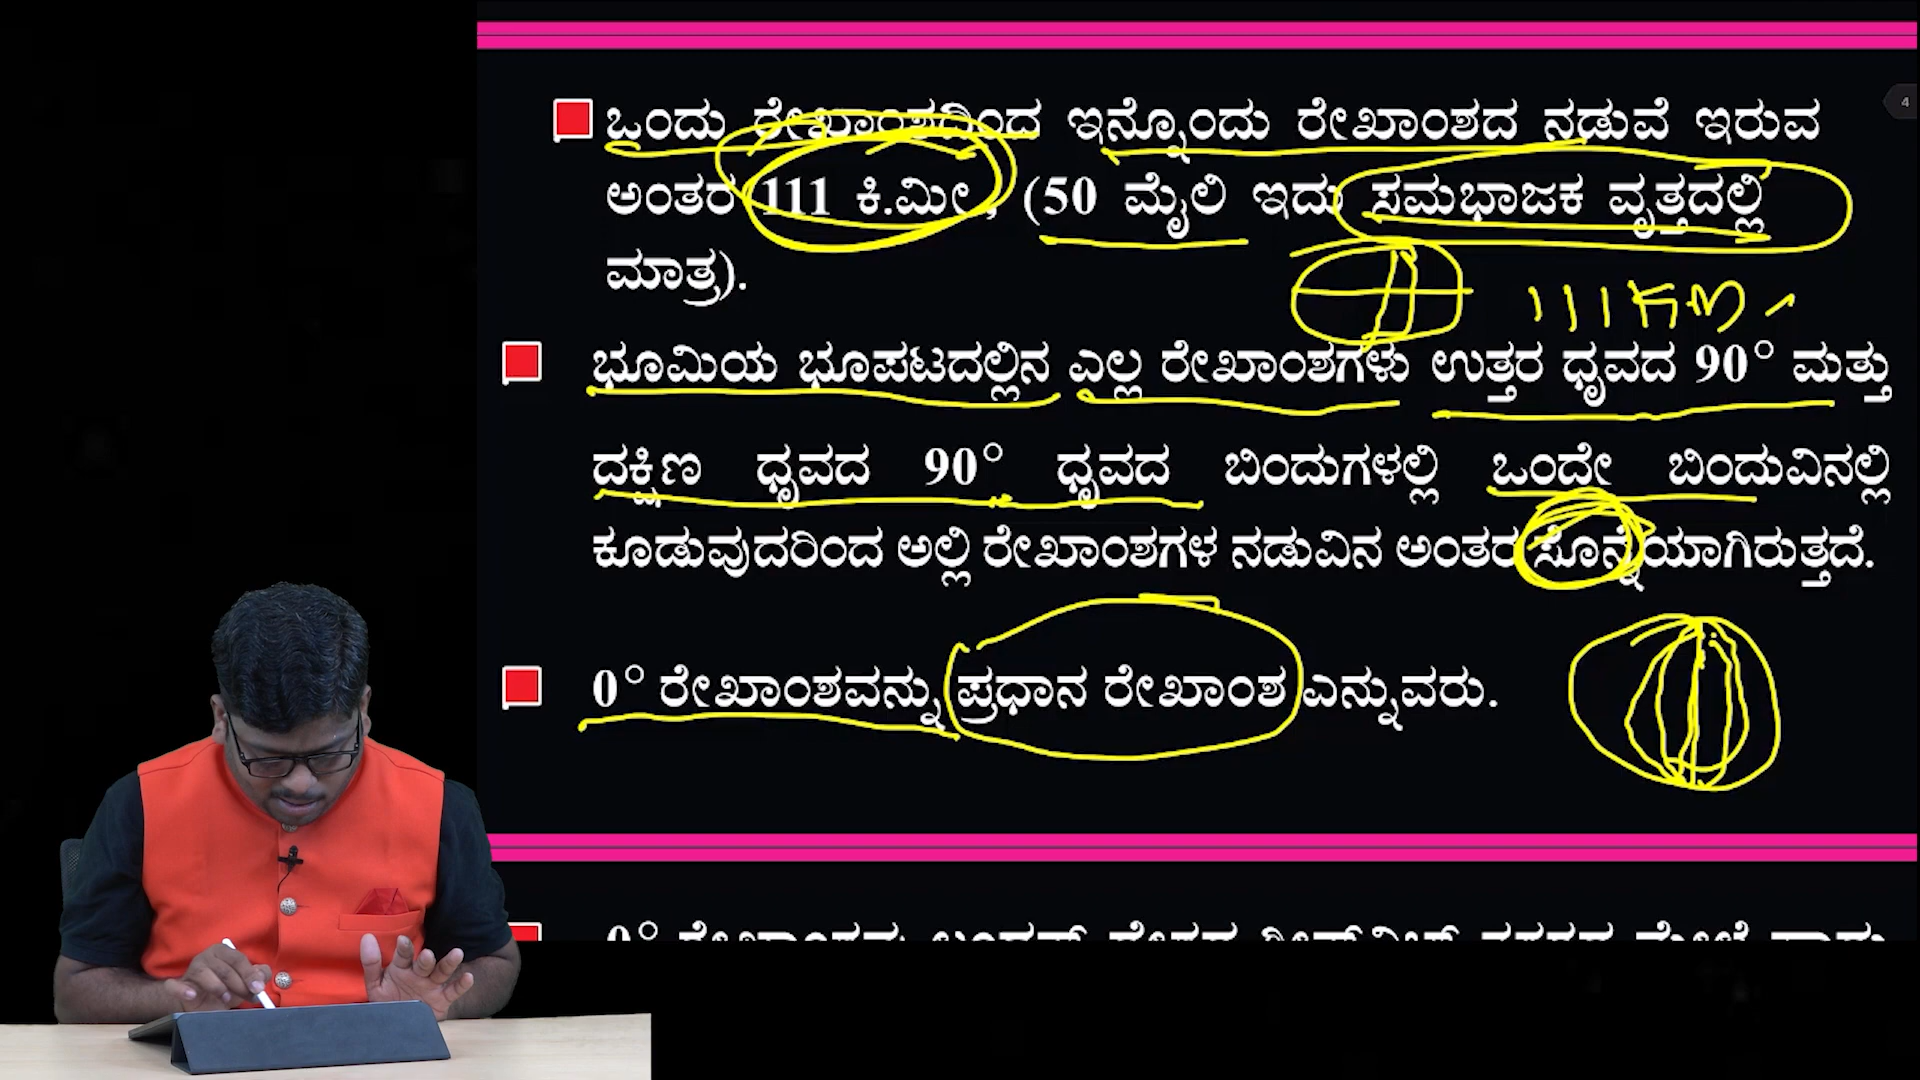 4
ಒಂದು ರೇಖಾಂಶದಿಂದ ಇನ್ನೊಂದು ರೇಖಾಂಶದ ನಡುವೆ ಇರುವ
ಅಂತರ 111 ಕಿ.ಮೀ, (50 ಮೈಲಿ ಇದು ಸಮಭಾಜಕ ವೃತ್ತದಲ್ಲಿ
ಮಾತ್ರ).
111 ಕಿ.ಮೀ.
ಭೂಮಿಯ ಭೂಪಟದಲ್ಲಿನ ಎಲ್ಲ ರೇಖಾಂಶಗಳು ಉತ್ತರ ಧೃವದ 90° ಮತ್ತು
ದಕ್ಷಿಣ ಧೃವದ 90° ಧೃವದ ಬಿಂದುಗಳಲ್ಲಿ ಒಂದೇ ಬಿಂದುವಿನಲ್ಲಿ
ಕೂಡುವುದರಿಂದ ಅಲ್ಲಿ ರೇಖಾಂಶಗಳ ನಡುವಿನ ಅಂತರ ಸೊನ್ನೆಯಾಗಿರುತ್ತದೆ.
0° ರೇಖಾಂಶವನ್ನು ಪ್ರಧಾನ ರೇಖಾಂಶ ಎನ್ನುವರು.